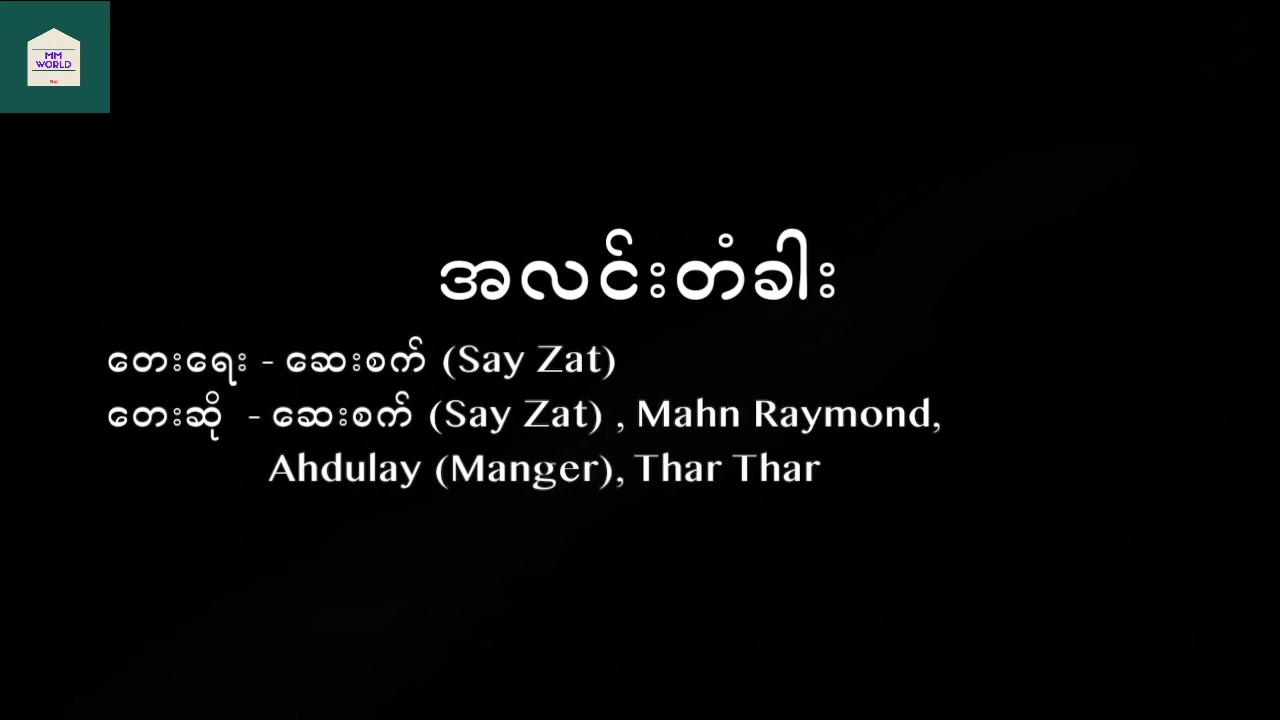 MM
WORLD
အလင်းတံခါး
တေးရေး - ဆေးစက် (Say Zat)
တေးဆို - ဆေးစက် (Say Zat) , Mahn Raymond,
Ahdulay (Manger), Thar Thar